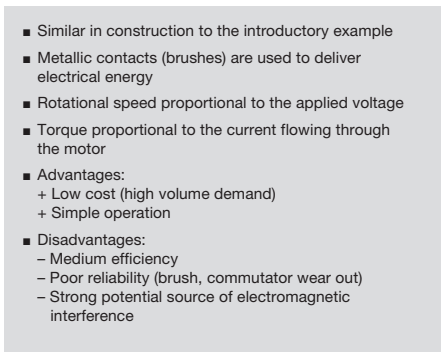 ■ Similar in construction to the introductory example
■ Metallic contacts (brushes) are used to deliver
electrical energy
■ Rotational speed proportional to the applied voltage
■ Torque proportional to the current flowing through
the motor
■ Advantages:
+ Low cost (high volume demand)
+ Simple operation
■ Disadvantages:
– Medium efficiency
– Poor reliability (brush, commutator wear out)
– Strong potential source of electromagnetic
interference